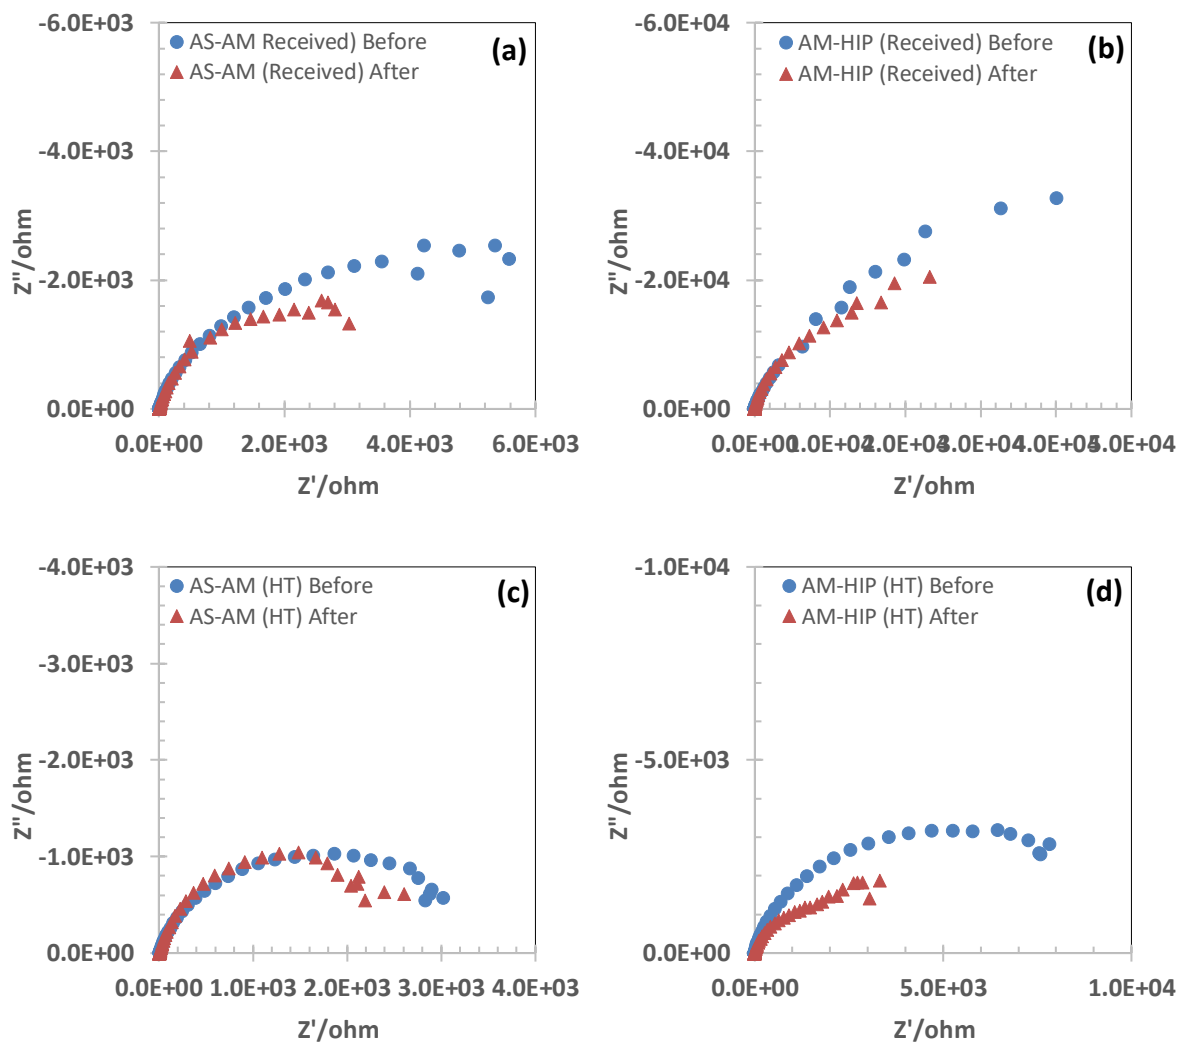 -6.0E+03
AS-AM Received) Before
AS-AM (Received) After
(a)
-4.0E+03
-2.0E+03
0.0E+00
Z"/ohm
0.0E+00 2.0E+03 4.0E+03 6.0E+03
Z'/ohm
-6.0E+04
AM-HIP (Received) Before
AM-HIP (Received) After
(b)
-4.0E+04
-2.0E+04
0.0E+00
Z"/ohm
0.0E+00 1.0E+04 2.0E+04 3.0E+04 4.0E+04 5.0E+04
Z'/ohm
-4.0E+03
AS-AM (HT) Before
AS-AM (HT) After
(c)
-3.0E+03
-2.0E+03
-1.0E+03
0.0E+00
Z"/ohm
0.0E+00 1.0E+03 2.0E+03 3.0E+03 4.0E+03
Z'/ohm
-1.0E+04
AM-HIP (HT) Before
AM-HIP (HT) After
(d)
-5.0E+03
0.0E+00
Z"/ohm
0.0E+00 5.0E+03 1.0E+04
Z'/ohm